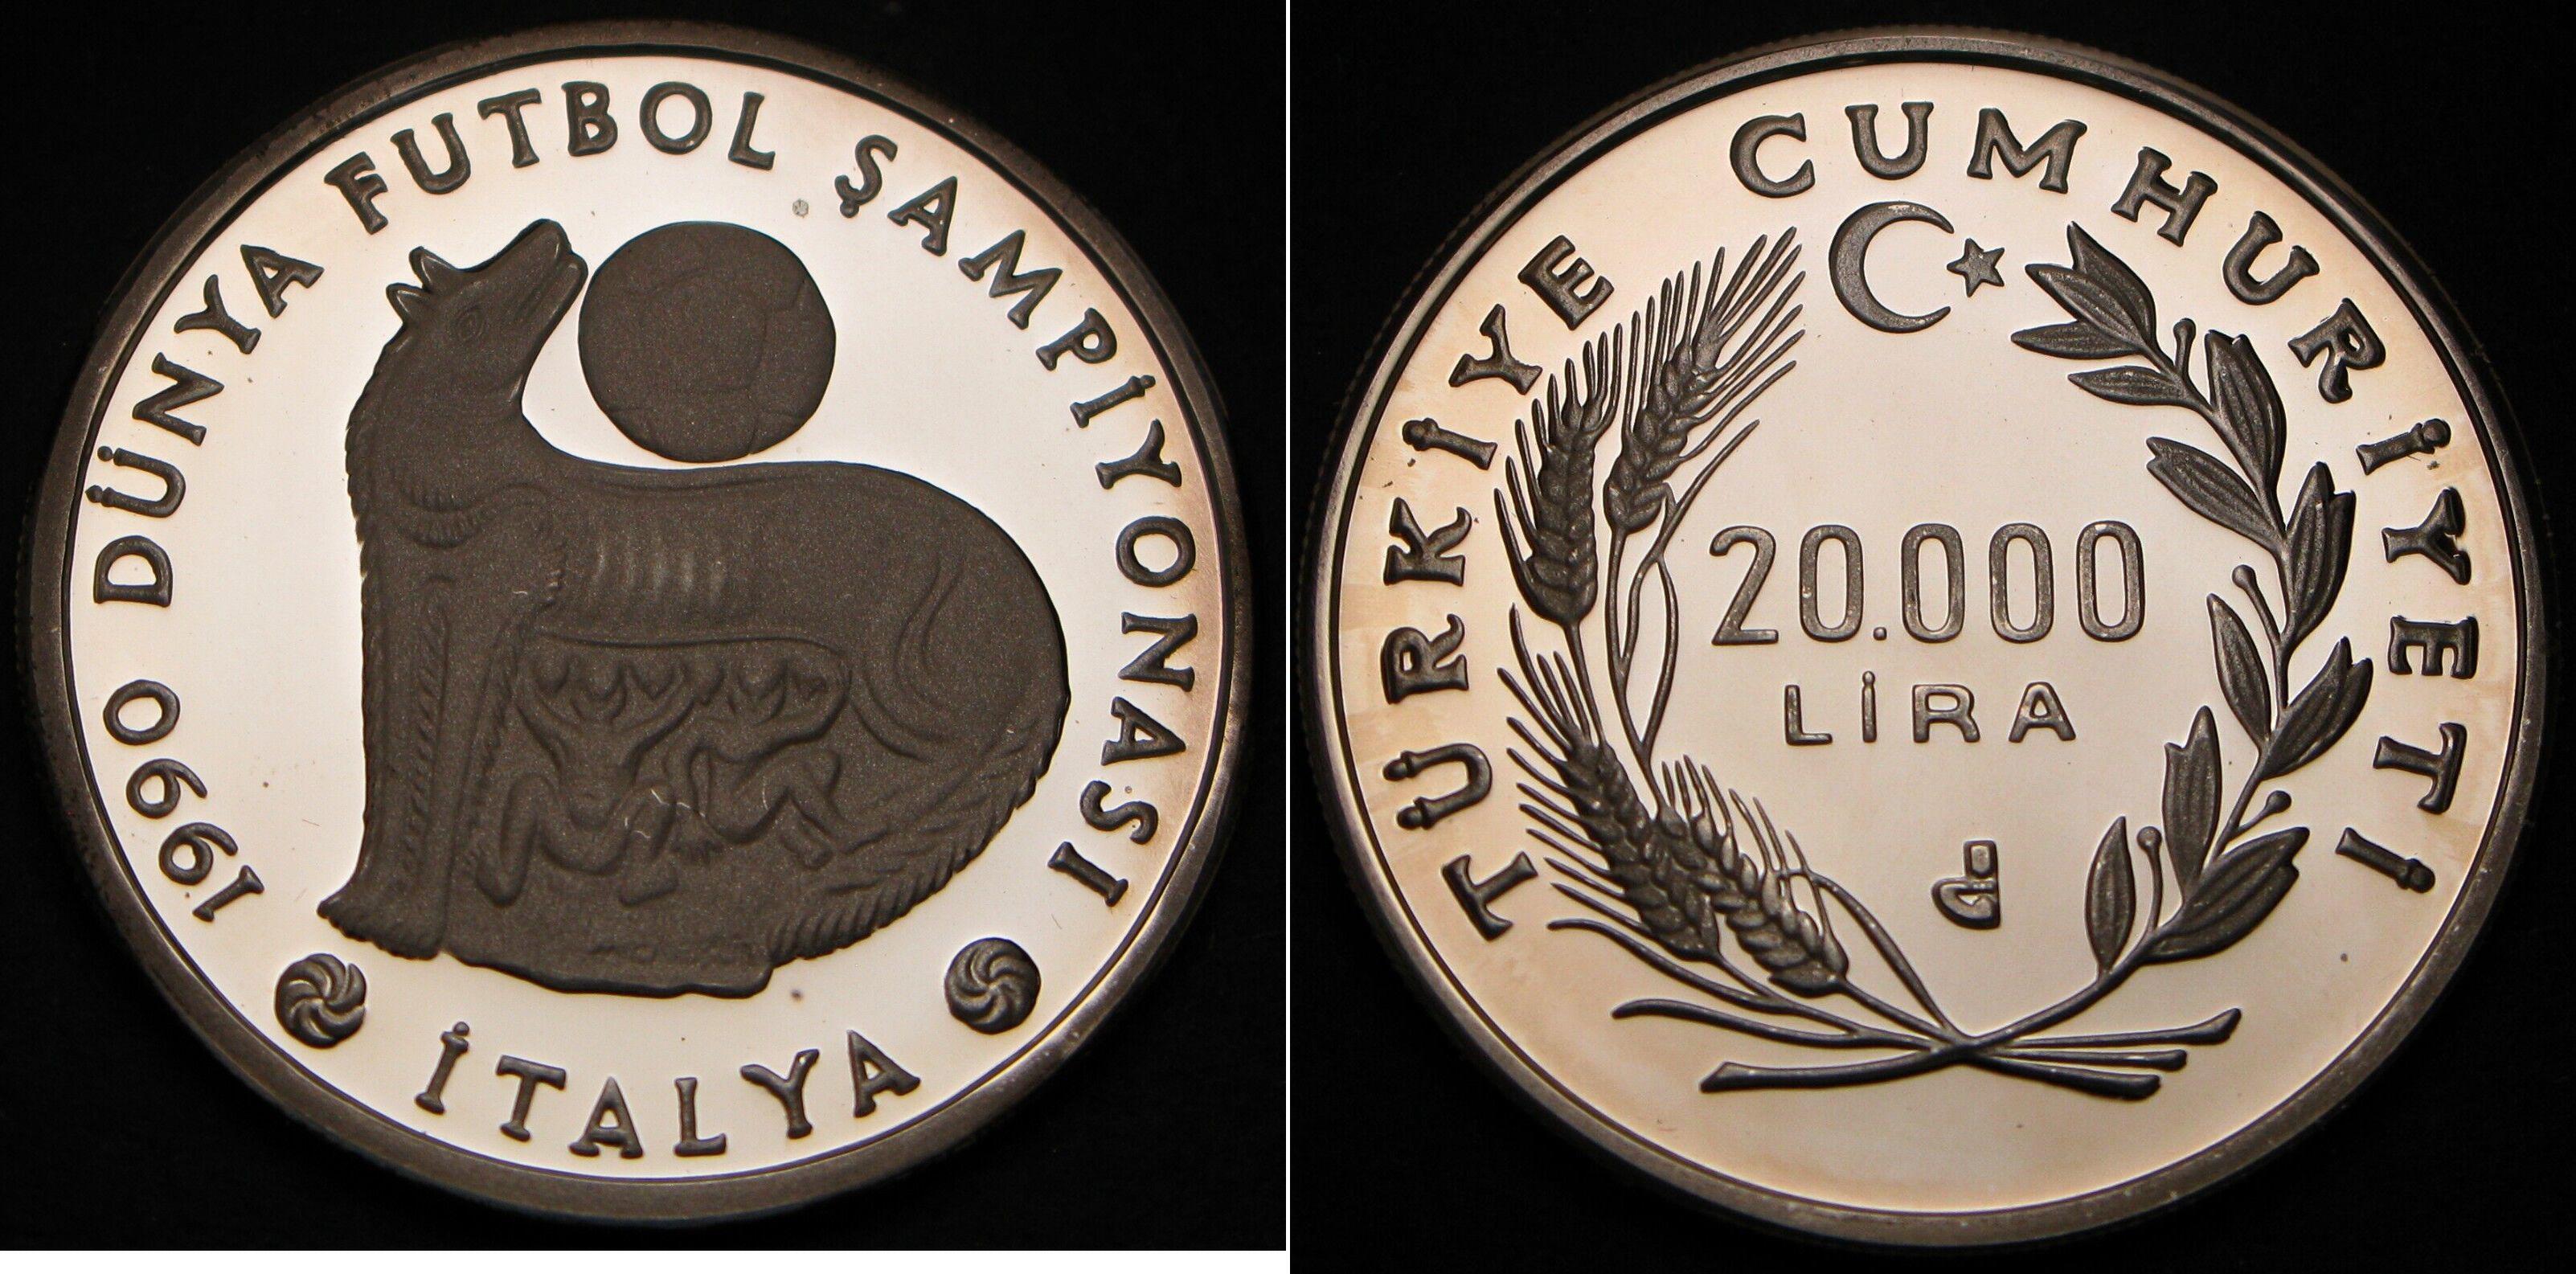 1990 DÜNYA FUTBOL ŞAMPİYONASI
İTALYA
TÜRKİYE CUMHURİYETİ
20.000
LİRA